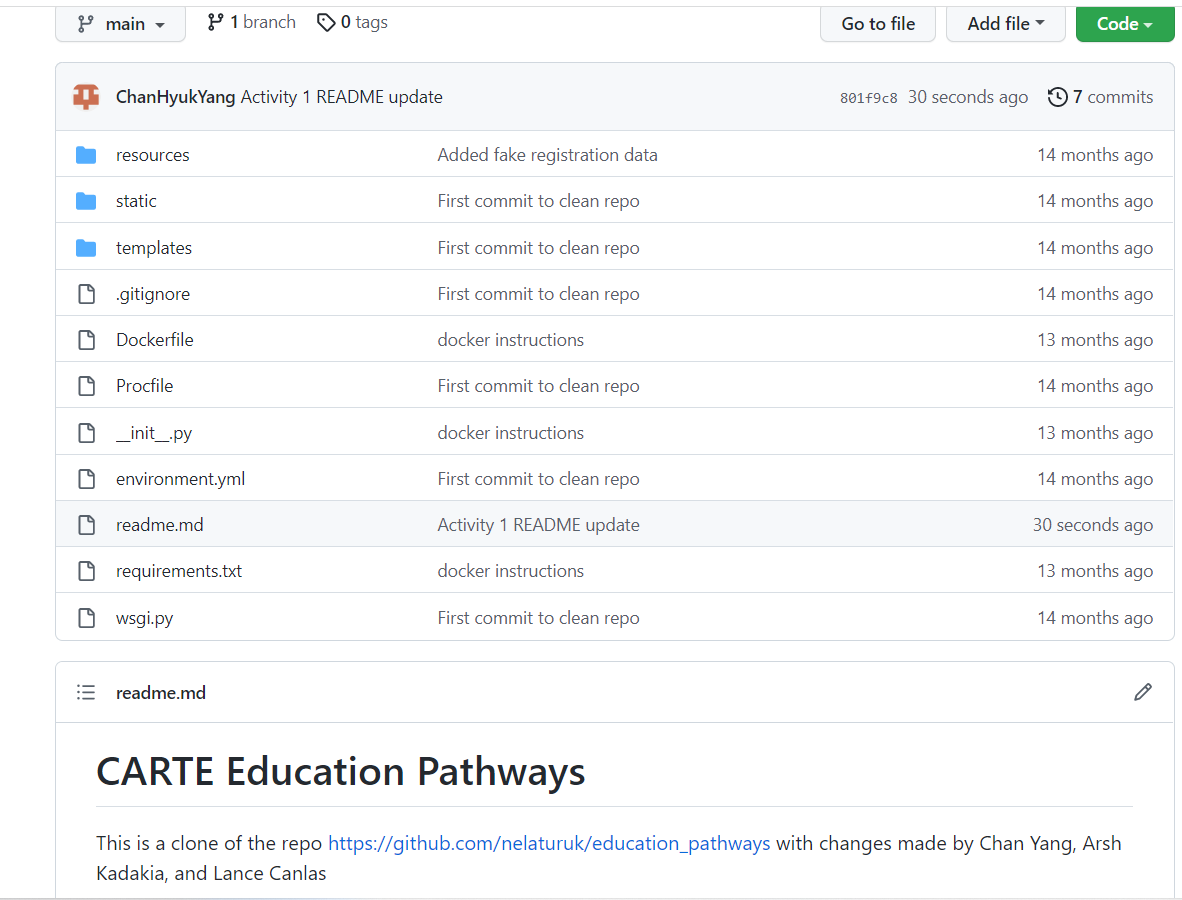 main 1 branch 0 tags Go to file Add file Code
ChanHyukYang Activity 1 README update 801f9c8 30 seconds ago 7 commits
resources Added fake registration data 14 months ago
static First commit to clean repo 14 months ago
templates First commit to clean repo 14 months ago
.gitignore First commit to clean repo 14 months ago
Dockerfile docker instructions 13 months ago
Procfile First commit to clean repo 14 months ago
__init__.py docker instructions 13 months ago
environment.yml First commit to clean repo 14 months ago
readme.md Activity 1 README update 30 seconds ago
requirements.txt docker instructions 13 months ago
wsgi.py First commit to clean repo 14 months ago
readme.md
CARTE Education Pathways
This is a clone of the repo https://github.com/nelaturuk/education_pathways with changes made by Chan Yang, Arsh
Kadakia, and Lance Canlas